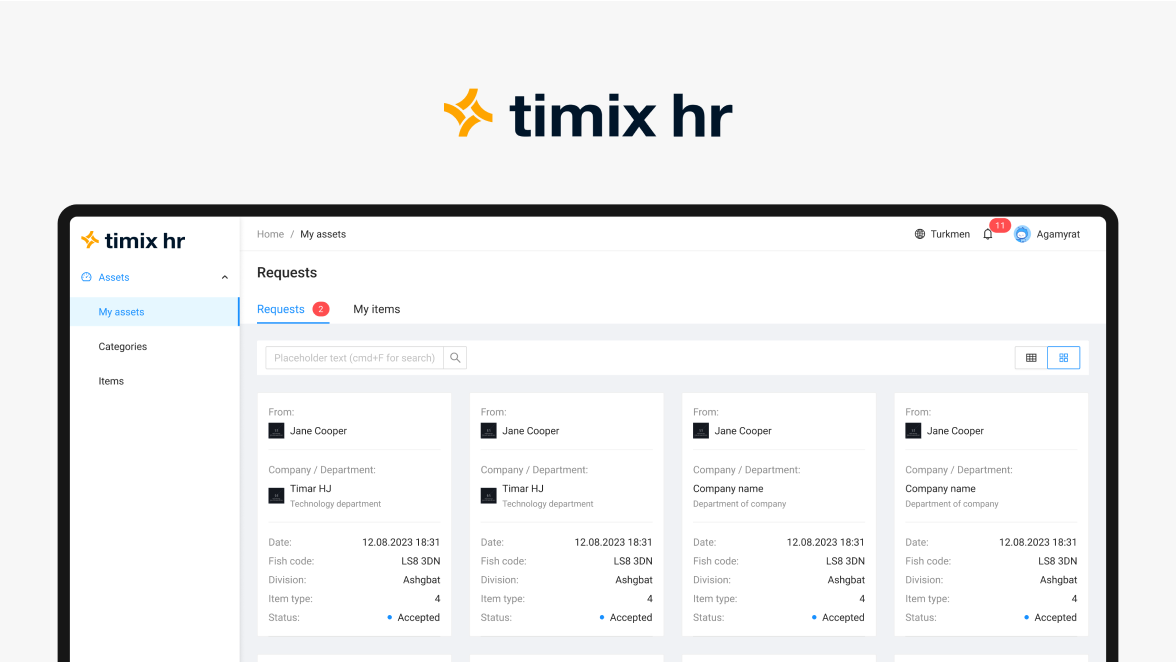 timix hr
timix hr
Home / My assets
Turkmen
11
Agamyrat
Assets
My assets
Categories
Items
Requests
Requests 2
My items
Placeholder text (cmd+F for search)
From:
Jane Cooper
Company / Department:
Timar HJ
Technology department
Date: 12.08.2023 18:31
Fish code: LS8 3DN
Division: Ashgbat
Item type: 4
Status: Accepted
From:
Jane Cooper
Company / Department:
Timar HJ
Technology department
Date: 12.08.2023 18:31
Fish code: LS8 3DN
Division: Ashgbat
Item type: 4
Status: Accepted
From:
Jane Cooper
Company / Department:
Company name
Department of company
Date: 12.08.2023 18:31
Fish code: LS8 3DN
Division: Ashgbat
Item type: 4
Status: Accepted
From:
Jane Cooper
Company / Department:
Company name
Department of company
Date: 12.08.2023 18:31
Fish code: LS8 3DN
Division: Ashgbat
Item type: 4
Status: Accepted